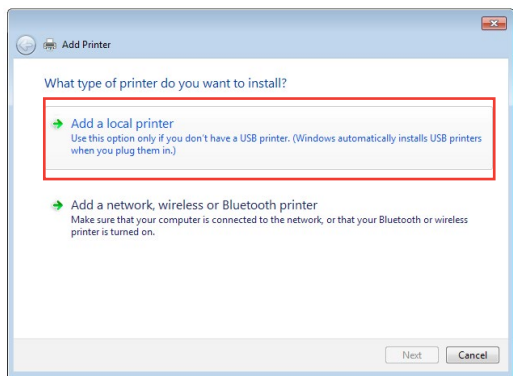 Add Printer
What type of printer do you want to install?
Add a local printer
Use this option only if you don't have a USB printer. (Windows automatically installs USB printers
when you plug them in.)
Add a network, wireless or Bluetooth printer
Make sure that your computer is connected to the network, or that your Bluetooth or wireless
printer is turned on.
Next Cancel